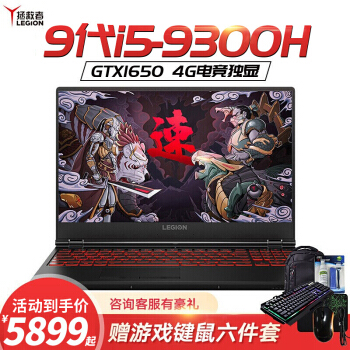 拯救者
LEGION
9代i5-9300H
GTX1650 4G电竞独显
速
LEGION
活动到手价
¥5899起
咨询客服有豪礼
赠游戏键鼠六件套